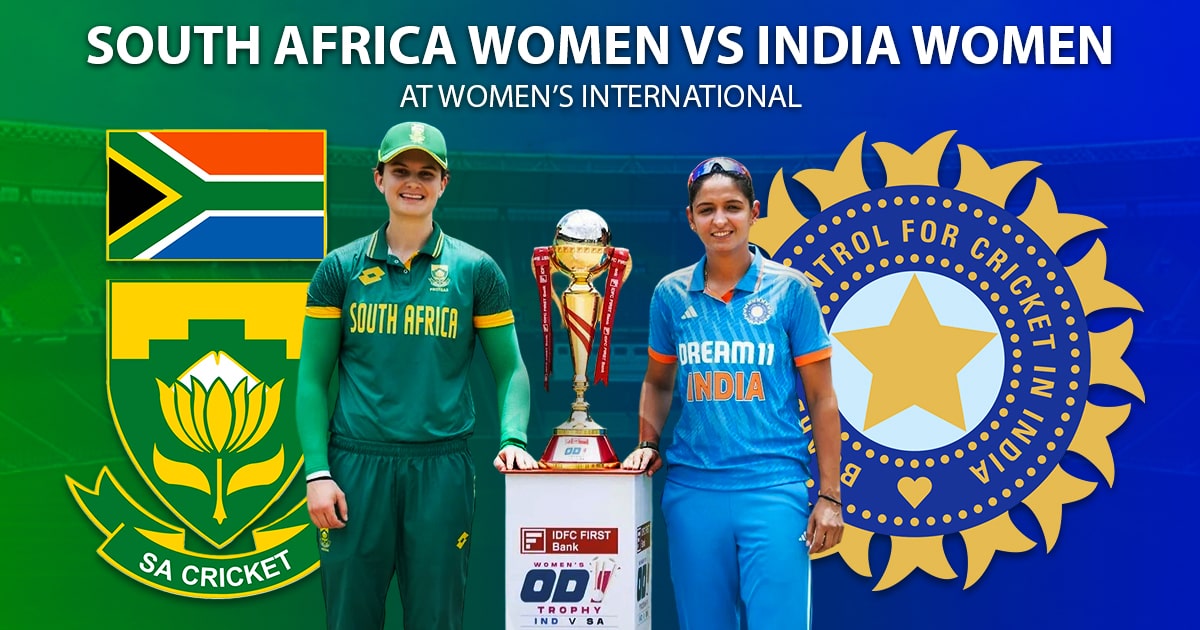 SOUTH AFRICA WOMEN VS INDIA WOMEN
AT WOMEN'S INTERNATIONAL
SOUTH AFRICA
SA CRICKET
DREAM11
INDIA
NTROL FOR CRICKET IN INDIA
IDFC FIRST
Bank
WOMEN'S
ODI
TROPHY
IND V SA